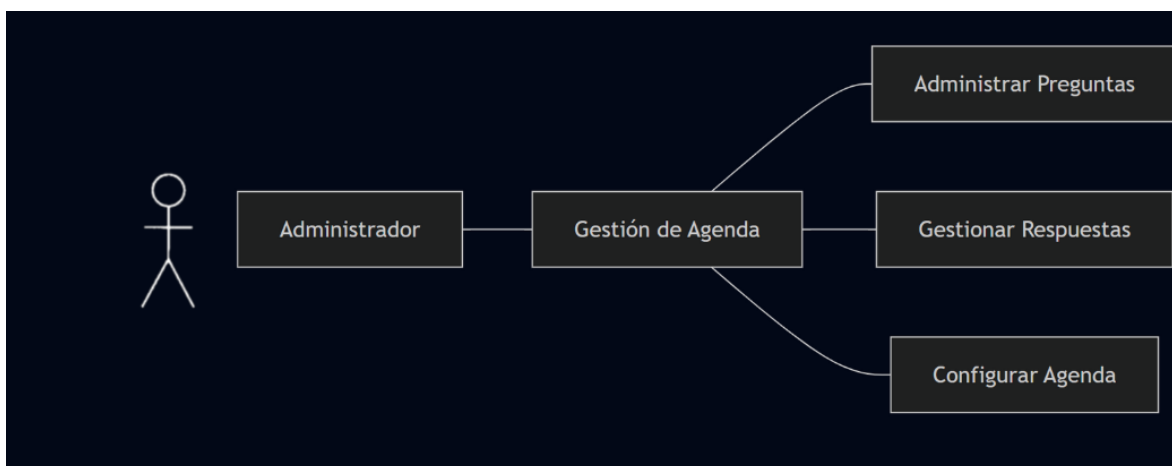 Administrar Preguntas
Administrador
Gestión de Agenda
Gestionar Respuestas
Configurar Agenda